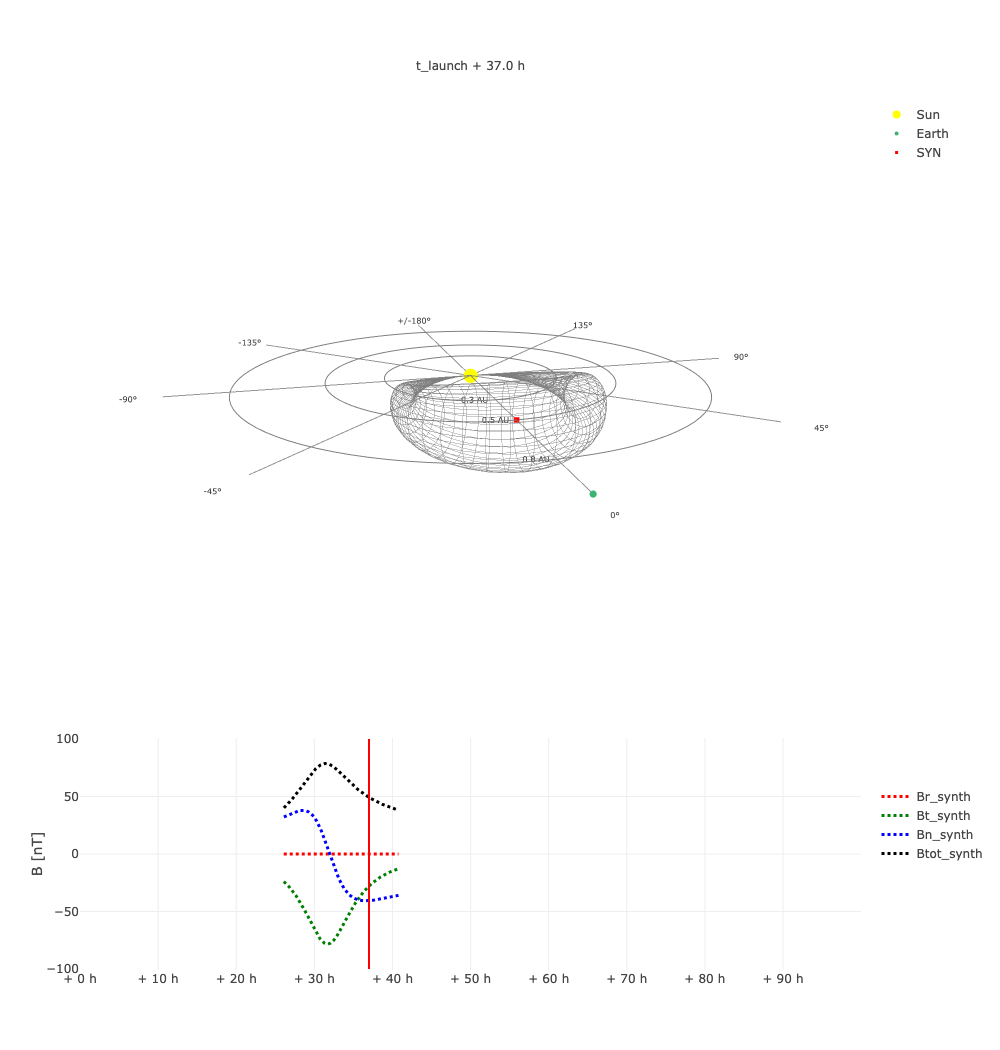 t_launch + 37.0 h
Sun
Earth
SYN
+/-180°
135°
-135°
90°
-90°
0.3 AU
0.5 AU
45°
0.8 AU
-45°
0°
100
50
0
−50
−100
B [nT]
+ 0 h
+ 10 h
+ 20 h
+ 30 h
+ 40 h
+ 50 h
+ 60 h
+ 70 h
+ 80 h
+ 90 h
Br_synth
Bt_synth
Bn_synth
Btot_synth